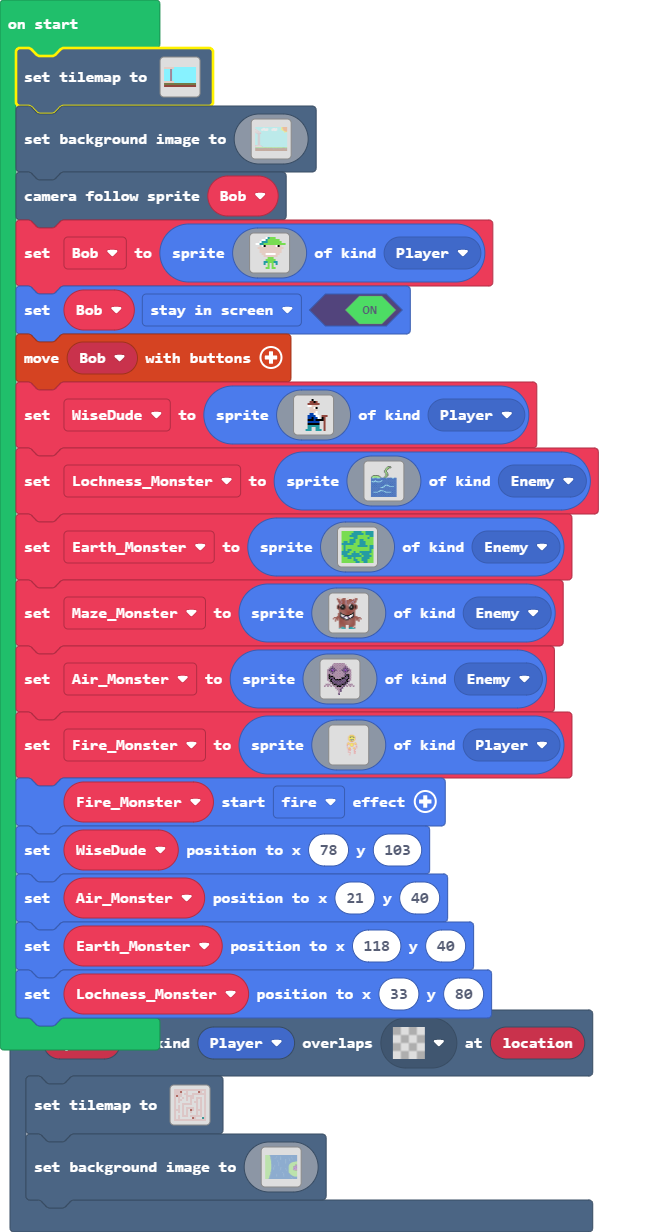 on start
set tilemap to
set background image to
camera follow sprite Bob
set Bob to sprite of kind Player
set Bob stay in screen ON
move Bob with buttons
set WiseDude to sprite of kind Player
set Lochness_Monster to sprite of kind Enemy
set Earth_Monster to sprite of kind Enemy
set Maze_Monster to sprite of kind Enemy
set Air_Monster to sprite of kind Enemy
set Fire_Monster to sprite of kind Player
Fire_Monster start fire effect
set WiseDude position to x 78 y 103
set Air_Monster position to x 21 y 40
set Earth_Monster position to x 118 y 40
set Lochness_Monster position to x 33 y 80
kind Player overlaps at location
set tilemap to
set background image to